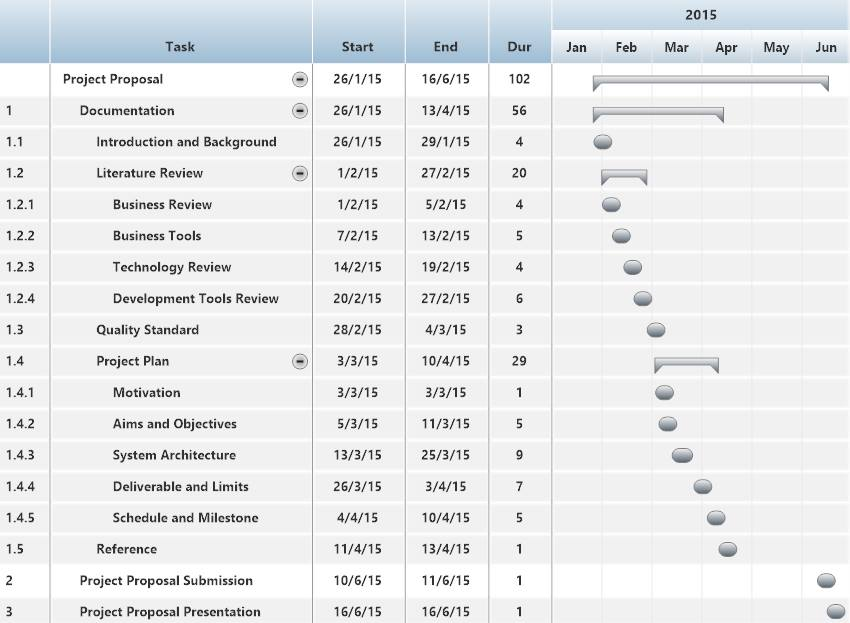 2015
Task Start End Dur Jan Feb Mar Apr May Jun
Project Proposal 26/1/15 16/6/15 102
1 Documentation 26/1/15 13/4/15 56
1.1 Introduction and Background 26/1/15 29/1/15 4
1.2 Literature Review 1/2/15 27/2/15 20
1.2.1 Business Review 1/2/15 5/2/15 4
1.2.2 Business Tools 7/2/15 13/2/15 5
1.2.3 Technology Review 14/2/15 19/2/15 4
1.2.4 Development Tools Review 20/2/15 27/2/15 6
1.3 Quality Standard 28/2/15 4/3/15 3
1.4 Project Plan 3/3/15 10/4/15 29
1.4.1 Motivation 3/3/15 3/3/15 1
1.4.2 Aims and Objectives 5/3/15 11/3/15 5
1.4.3 System Architecture 13/3/15 25/3/15 9
1.4.4 Deliverable and Limits 26/3/15 3/4/15 7
1.4.5 Schedule and Milestone 4/4/15 10/4/15 5
1.5 Reference 11/4/15 13/4/15 1
2 Project Proposal Submission 10/6/15 11/6/15 1
3 Project Proposal Presentation 16/6/15 16/6/15 1